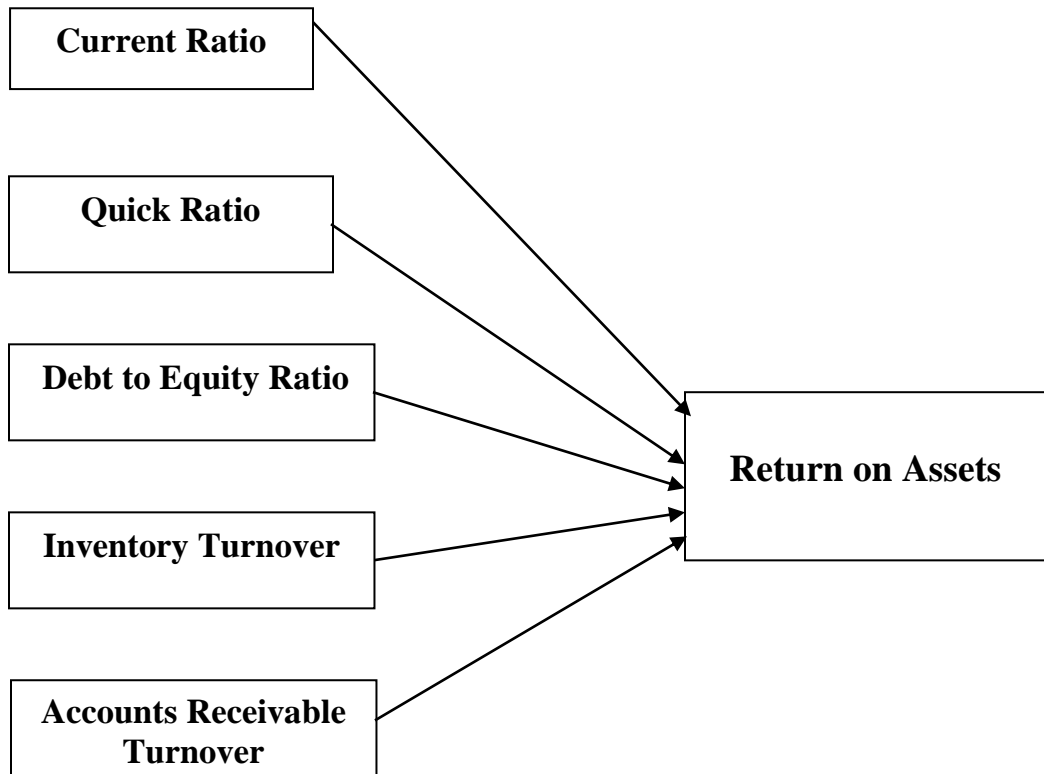 Current Ratio
Quick Ratio
Debt to Equity Ratio
Return on Assets
Inventory Turnover
Accounts Receivable
Turnover